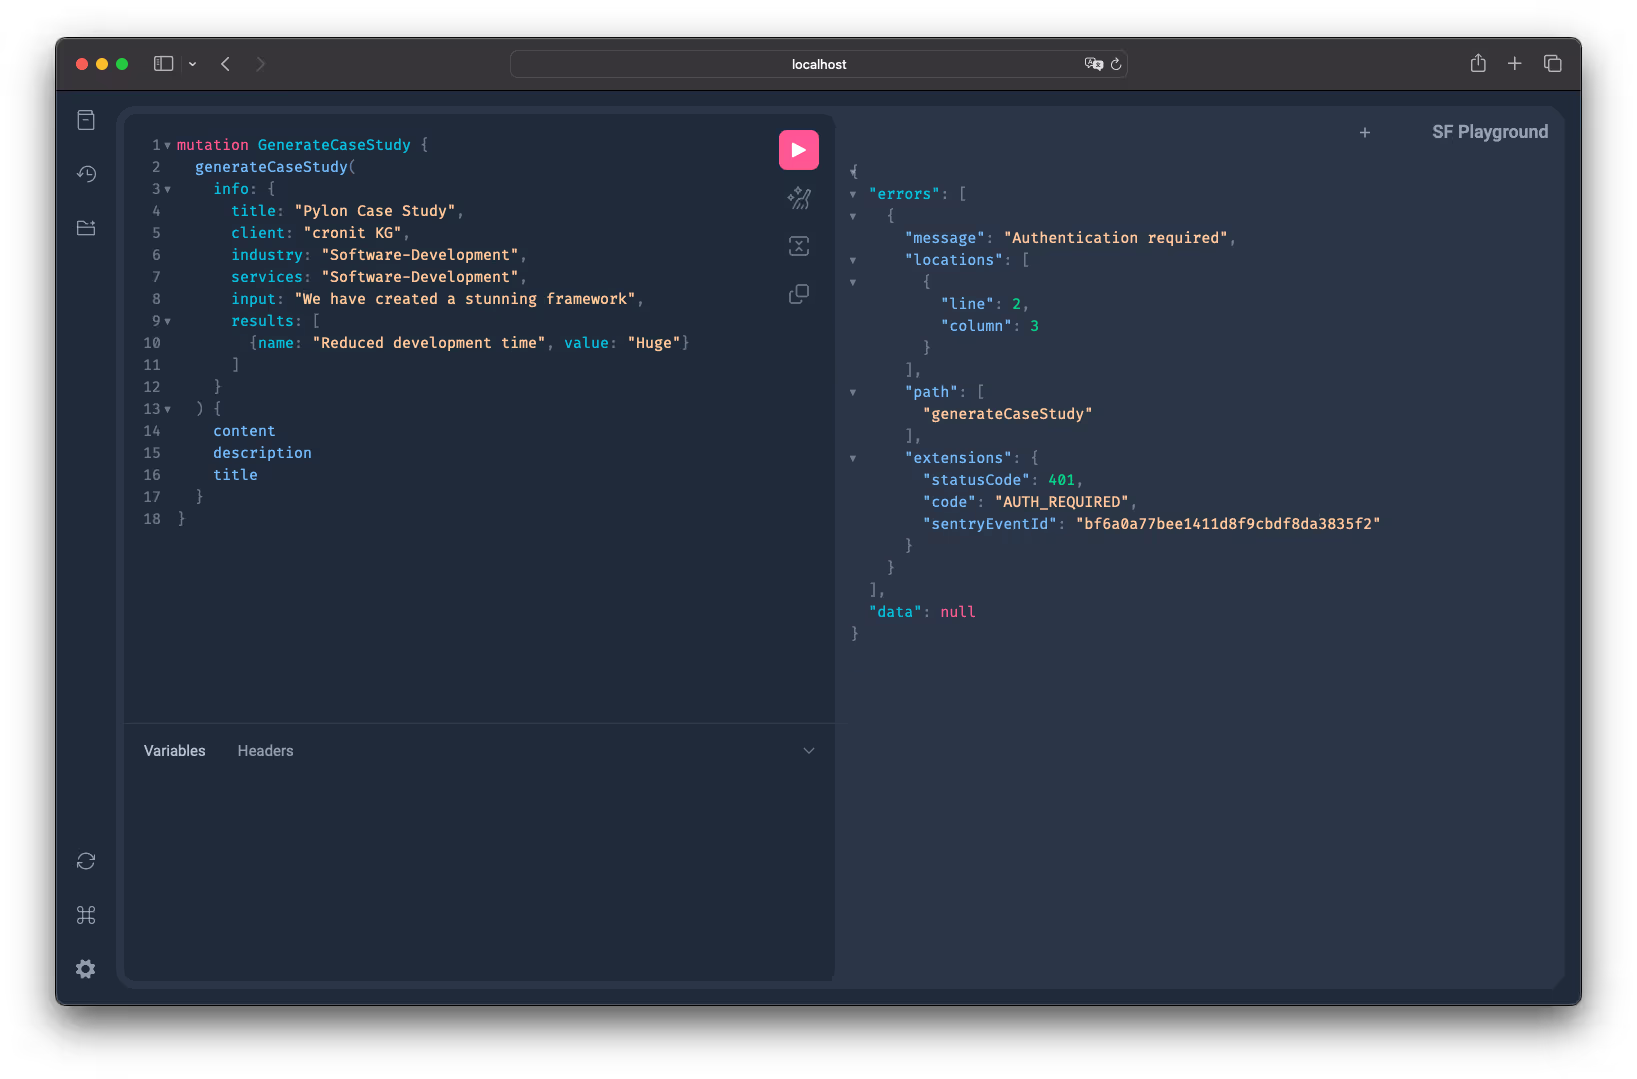 localhost
SF Playground
1 mutation GenerateCaseStudy {
2 generateCaseStudy(
3 info: {
4 title: "Pylon Case Study",
5 client: "cronit KG",
6 industry: "Software-Development",
7 services: "Software-Development",
8 input: "We have created a stunning framework",
9 results: [
10 {name: "Reduced development time", value: "Huge"}
11 ]
12 }
13 ) {
14 content
15 description
16 title
17 }
18 }
Variables Headers
{
"errors": [
{
"message": "Authentication required",
"locations": [
{
"line": 2,
"column": 3
}
],
"path": [
"generateCaseStudy"
],
"extensions": {
"statusCode": 401,
"code": "AUTH_REQUIRED",
"sentryEventId": "bf6a0a77bee1411d8f9cbdf8da3835f2"
}
}
],
"data": null
}